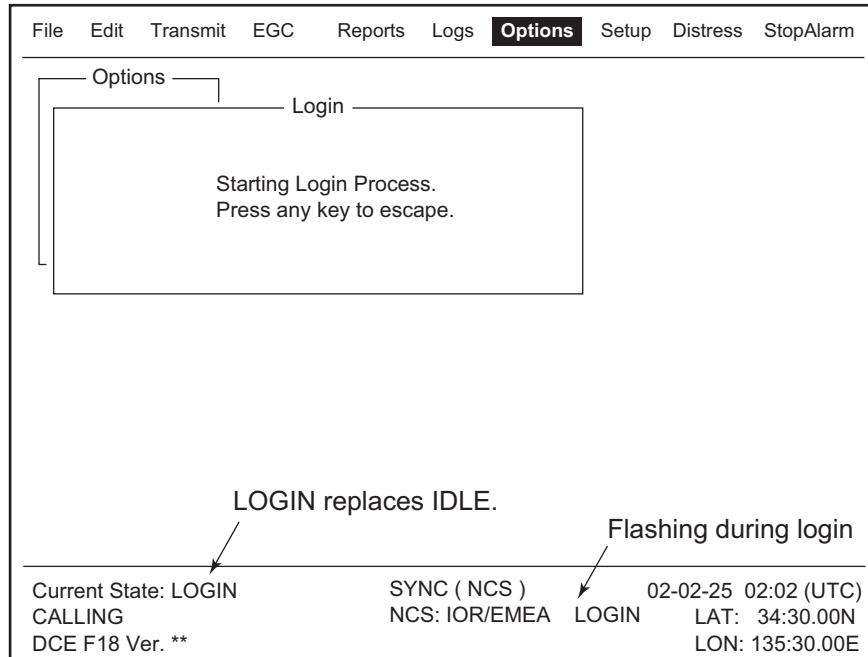 File Edit Transmit EGC Reports Logs Options Setup Distress StopAlarm
Options
Login
Starting Login Process.
Press any key to escape.
LOGIN replaces IDLE.
Flashing during login
Current State: LOGIN SYNC ( NCS ) 02-02-25 02:02 (UTC)
CALLING NCS: IOR/EMEA LOGIN LAT: 34:30.00N
DCE F18 Ver. ** LON: 135:30.00E